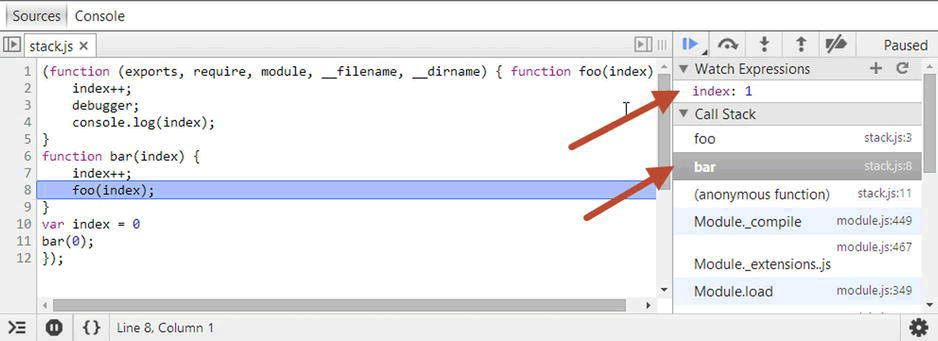 Sources Console
stack.js ×
Paused
1 (function (exports, require, module, __filename, __dirname) { function foo(index)
2 index++;
3 debugger;
4 console.log(index);
5 }
6 function bar(index) {
7 index++;
8 foo(index);
9 }
10 var index = 0
11 bar(0);
12 });
Watch Expressions
index: 1
Call Stack
foo stack.js:3
bar stack.js:8
(anonymous function) stack.js:11
Module._compile module.js:449
module.js:467
Module._extensions..js
Module.load module.js:349
{} Line 8, Column 1